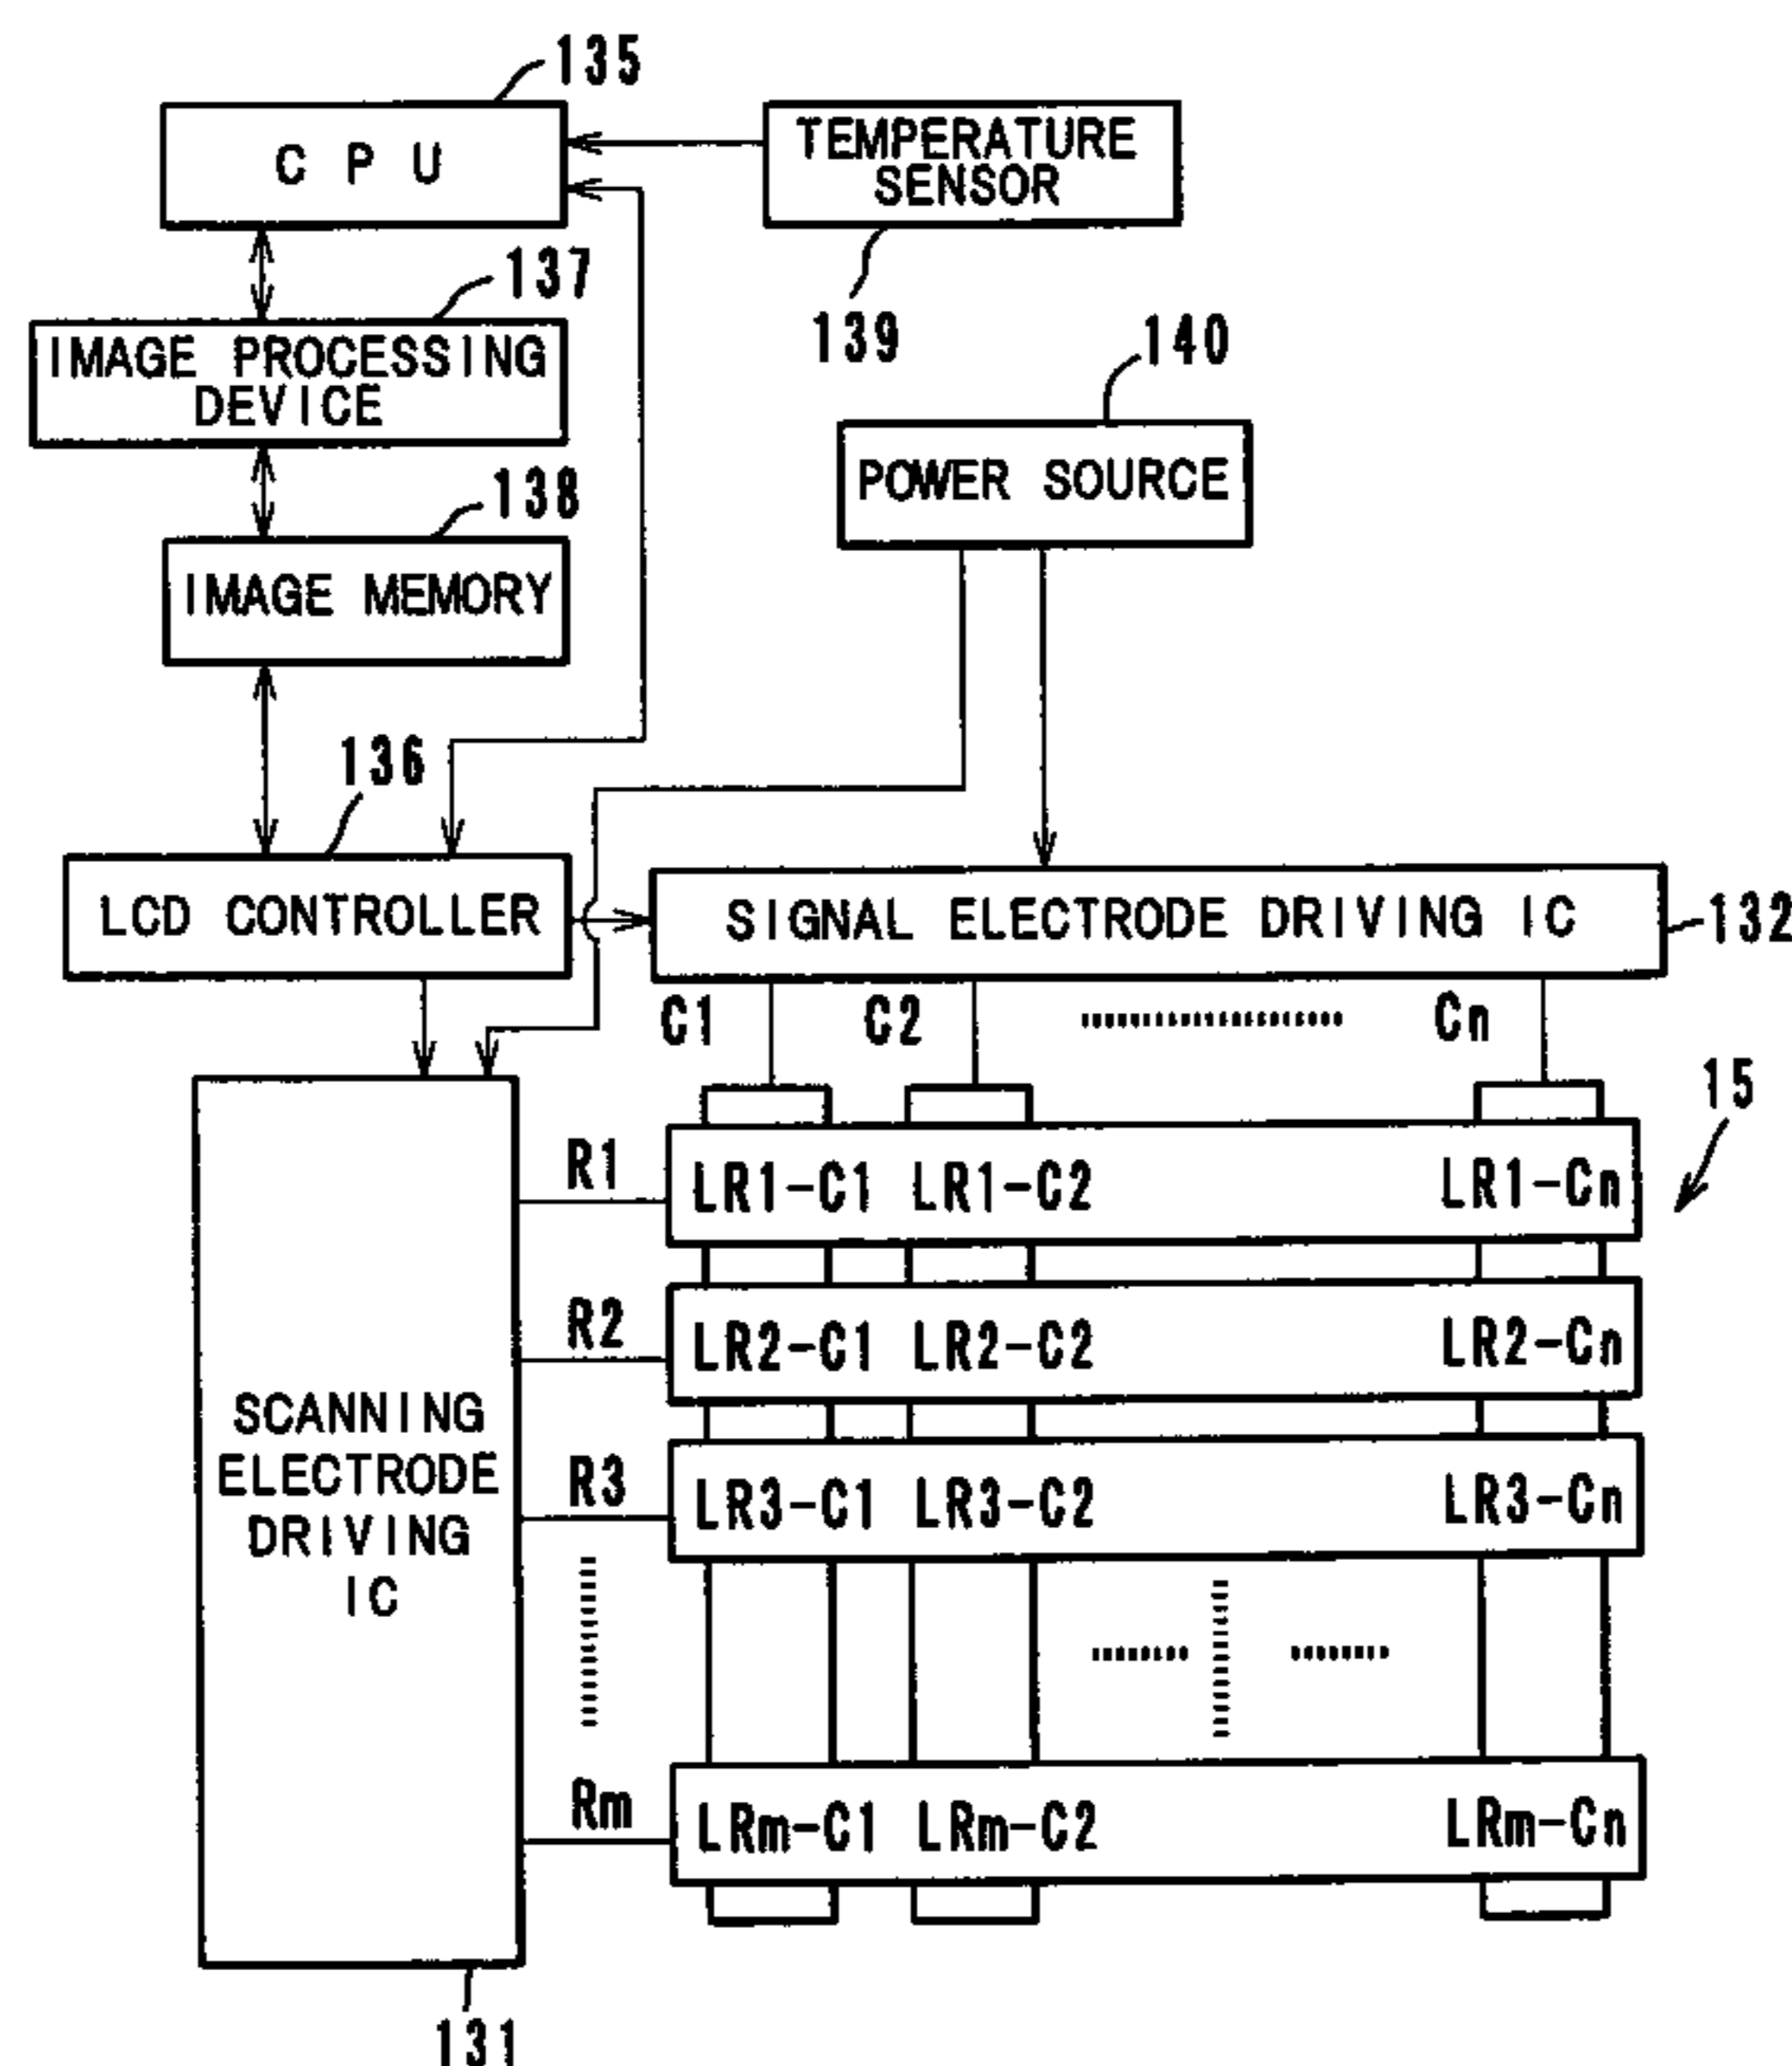 135
CPU
TEMPERATURE
SENSOR
137
139
IMAGE PROCESSING
DEVICE
140
138
POWER SOURCE
IMAGE MEMORY
136
LCD CONTROLLER
SIGNAL ELECTRODE DRIVING IC
132
C1 C2 Cn
15
R1
LR1-C1 LR1-C2 LR1-Cn
R2
LR2-C1 LR2-C2 LR2-Cn
SCANNING
ELECTRODE
DRIVING
IC
R3
LR3-C1 LR3-C2 LR3-Cn
Rm
LRm-C1 LRm-C2 LRm-Cn
131